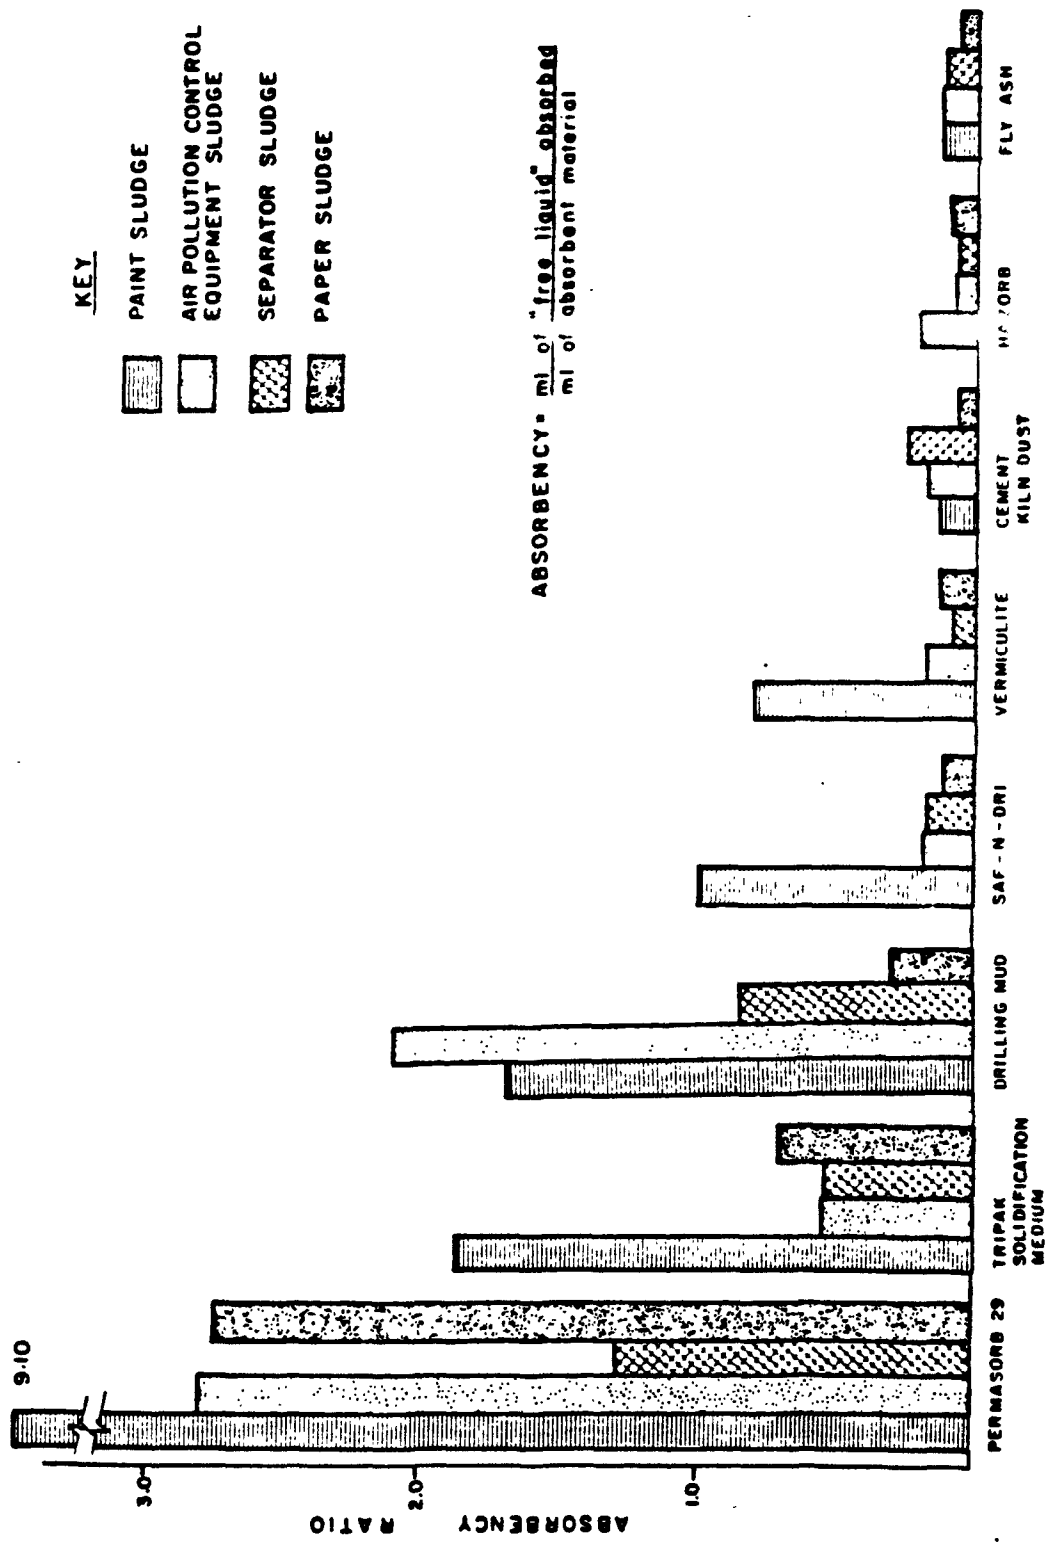 KEY
PAINT SLUDGE
AIR POLLUTION CONTROL
EQUIPMENT SLUDGE
SEPARATOR SLUDGE
PAPER SLUDGE
ABSORBENCY= ml of "free liquid" absorbed
ml of absorbent material
9-10
ABSORBENCY RATIO
3.0
2.0
1.0
PERMASORB 29
TRIPAK
SOLIDIFICATION
MEDIUM
DRILLING MUD
SAF-N-DRI
VERMICULITE
CEMENT
KILN DUST
FLY ASH